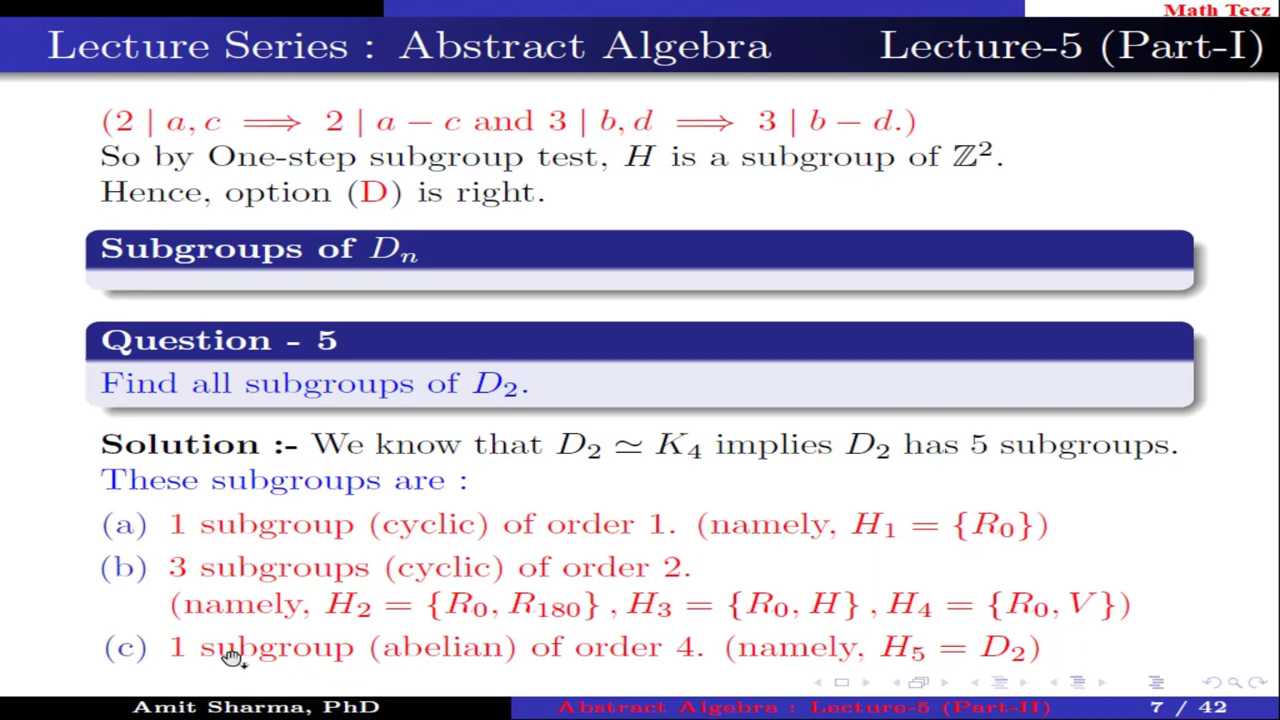 Math Tecz
Lecture Series : Abstract Algebra Lecture-5 (Part-I)
(2 | a, c ⟹ 2 | a − c and 3 | b, d ⟹ 3 | b − d.)
So by One-step subgroup test, H is a subgroup of ℤ².
Hence, option (D) is right.
Subgroups of Dₙ
Question - 5
Find all subgroups of D₂.
Solution :- We know that D₂ ≃ K₄ implies D₂ has 5 subgroups.
These subgroups are :
(a) 1 subgroup (cyclic) of order 1. (namely, H₁ = {R₀})
(b) 3 subgroups (cyclic) of order 2.
(namely, H₂ = {R₀, R₁₈₀} , H₃ = {R₀, H} , H₄ = {R₀, V})
(c) 1 subgroup (abelian) of order 4. (namely, H₅ = D₂)
Amit Sharma, PhD Abstract Algebra : Lecture-5 (Part-II) 7 / 42